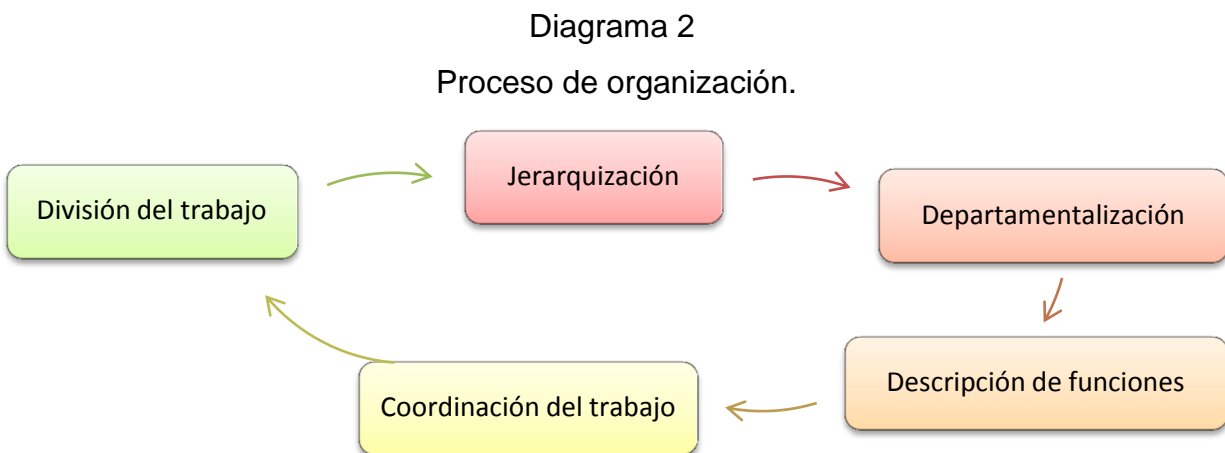 Diagrama 2
Proceso de organización.
División del trabajo
Jerarquización
Departamentalización
Descripción de funciones
Coordinación del trabajo